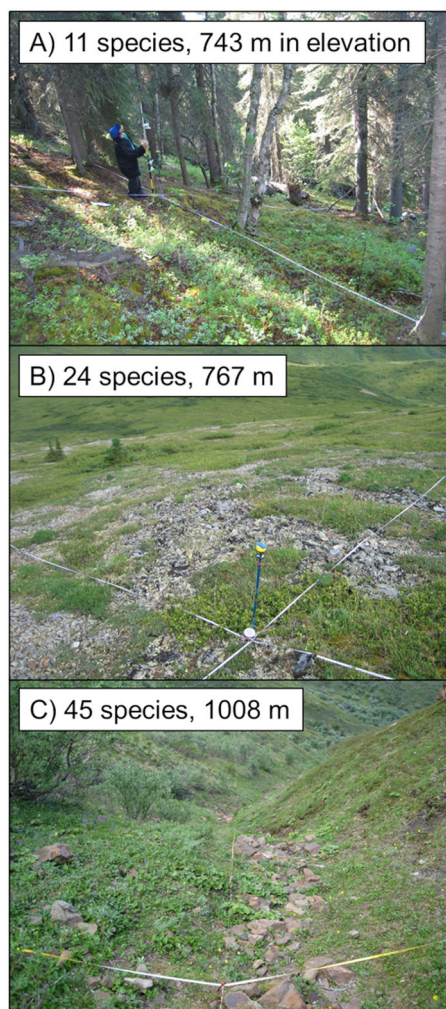 A) 11 species, 743 m in elevation
B) 24 species, 767 m
C) 45 species, 1008 m